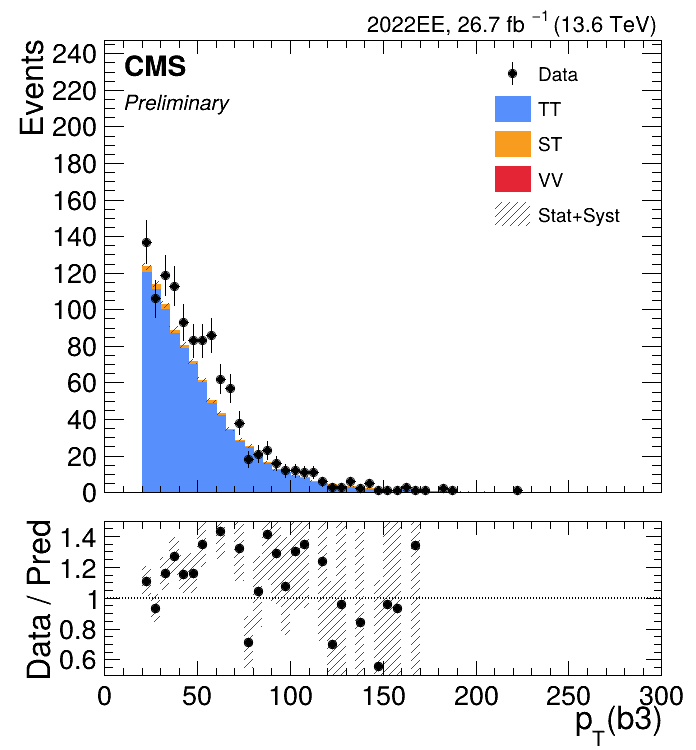 2022EE, 26.7 fb⁻¹ (13.6 TeV)
CMS
Preliminary
Data
TT
ST
VV
Stat+Syst
Events
240
220
200
180
160
140
120
100
80
60
40
20
0
Data / Pred
1.4
1.2
1
0.8
0.6
0 50 100 150 200 250 300
p_T(b3)